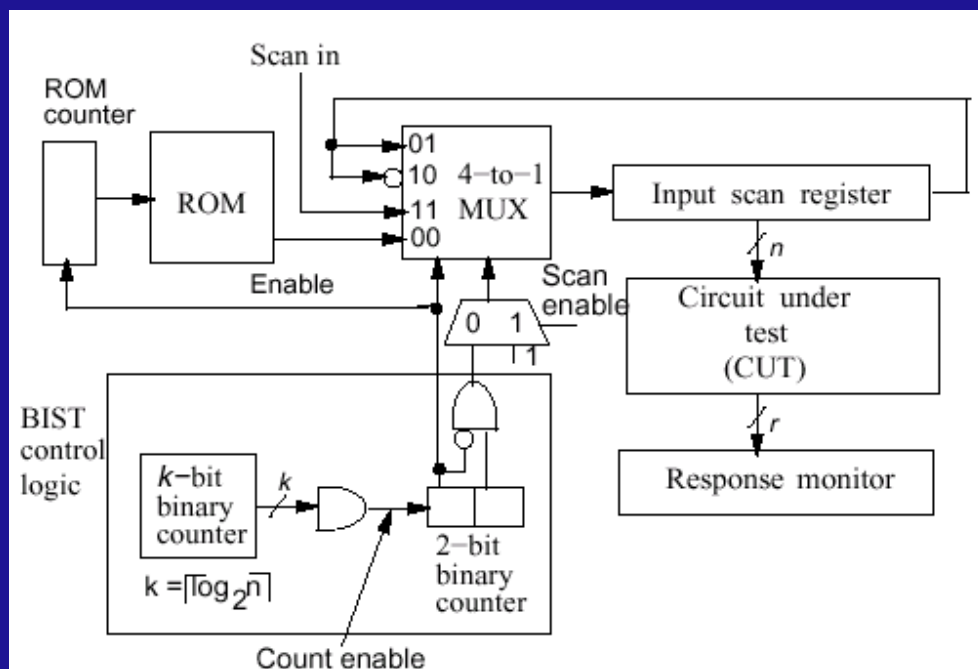 Scan in
ROM
counter
ROM
01
10
11
00
4-to-1
MUX
Input scan register
n
Enable
Scan
enable
0 1
1
Circuit under
test
(CUT)
r
Response monitor
BIST
control
logic
k-bit
binary
counter
k
k = ⌈log2n⌉
2-bit
binary
counter
Count enable